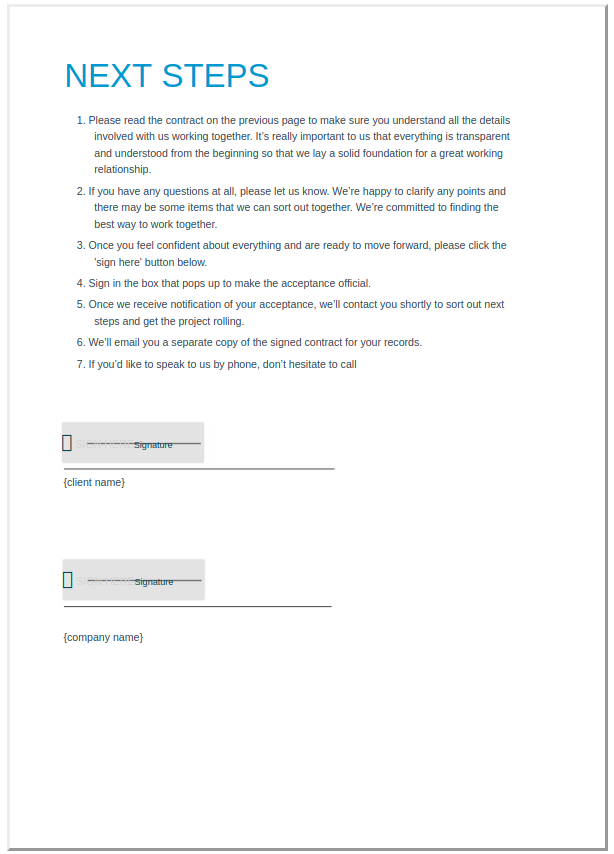 NEXT STEPS
1. Please read the contract on the previous page to make sure you understand all the details
involved with us working together. It’s really important to us that everything is transparent
and understood from the beginning so that we lay a solid foundation for a great working
relationship.
2. If you have any questions at all, please let us know. We’re happy to clarify any points and
there may be some items that we can sort out together. We’re committed to finding the
best way to work together.
3. Once you feel confident about everything and are ready to move forward, please click the
'sign here' button below.
4. Sign in the box that pops up to make the acceptance official.
5. Once we receive notification of your acceptance, we’ll contact you shortly to sort out next
steps and get the project rolling.
6. We’ll email you a separate copy of the signed contract for your records.
7. If you’d like to speak to us by phone, don’t hesitate to call
SIGN HERE Signature
{client name}
SIGN HERE Signature
{company name}